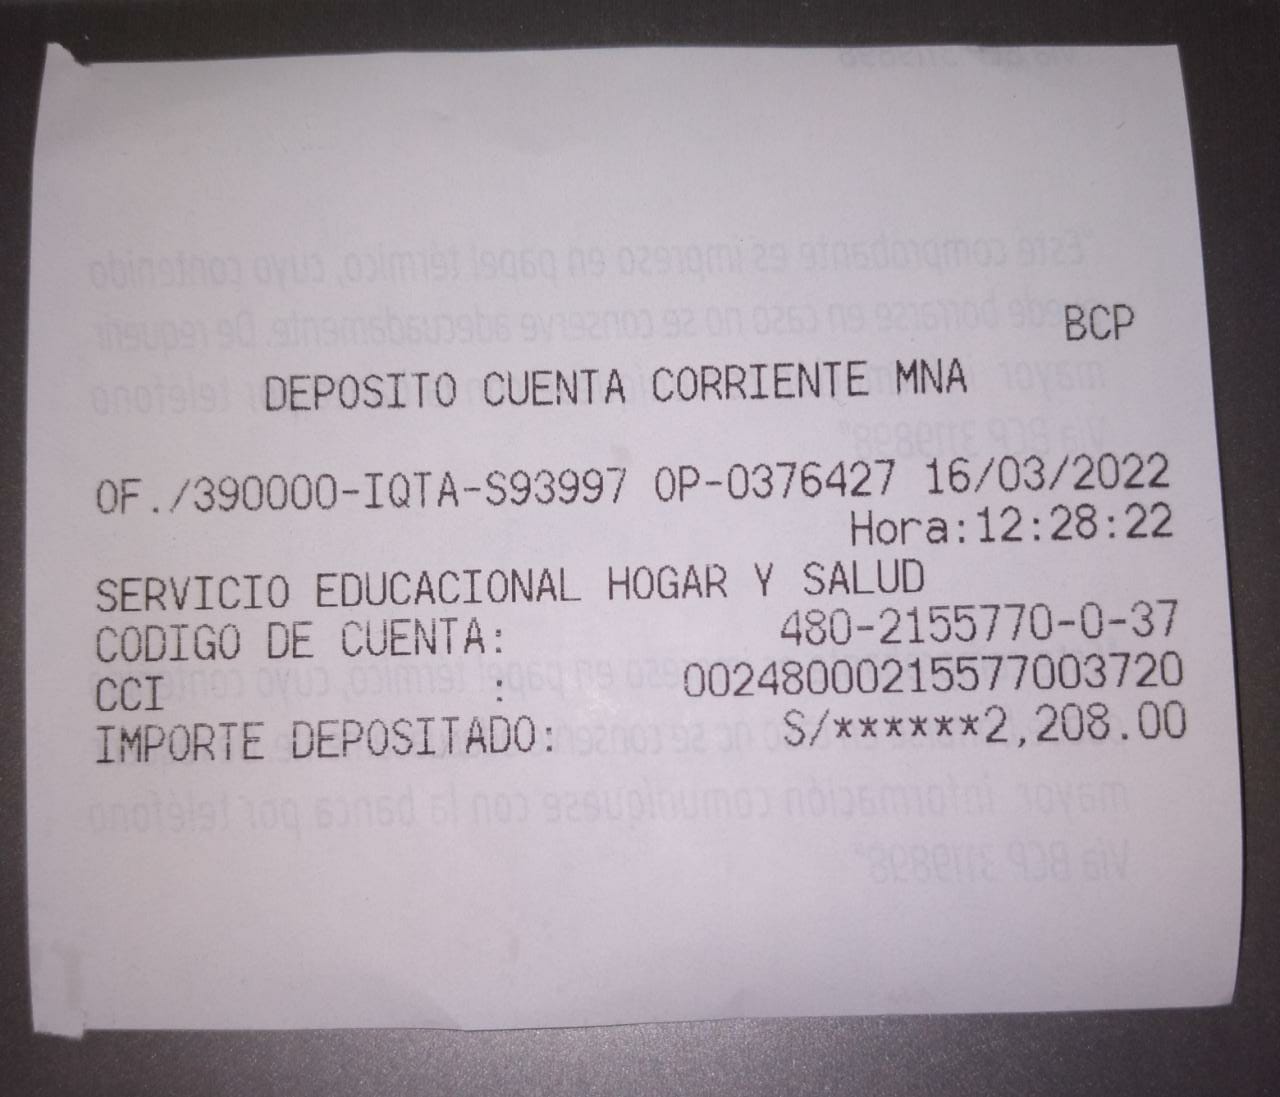 BCP
DEPOSITO CUENTA CORRIENTE MNA
OF./390000-IQTA-S93997 OP-0376427 16/03/2022
Hora:12:28:22
SERVICIO EDUCACIONAL HOGAR Y SALUD
CODIGO DE CUENTA: 480-2155770-0-37
CCI : 00248000215577003720
IMPORTE DEPOSITADO: S/******2,208.00